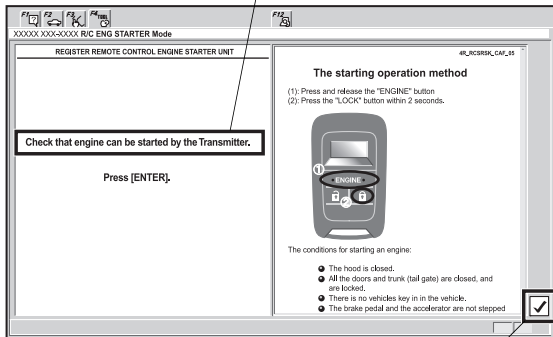 F1 F2 F3 F4 TOOL F12
XXXXX XXX-XXXX R/C ENG STARTER Mode
REGISTER REMOTE CONTROL ENGINE STARTER UNIT
Check that engine can be started by the Transmitter.
Press [ENTER].
4R_RCSRSK_CAF_05
The starting operation method
(1): Press and release the "ENGINE" button
(2): Press the "LOCK" button within 2 seconds.
1
ENGINE
2
The conditions for starting an engine:
The hood is closed.
All the doors and trunk (tail gate) are closed, and
are locked.
There is no vehicles key in in the vehicle.
The brake pedal and the accelerator are not stepped